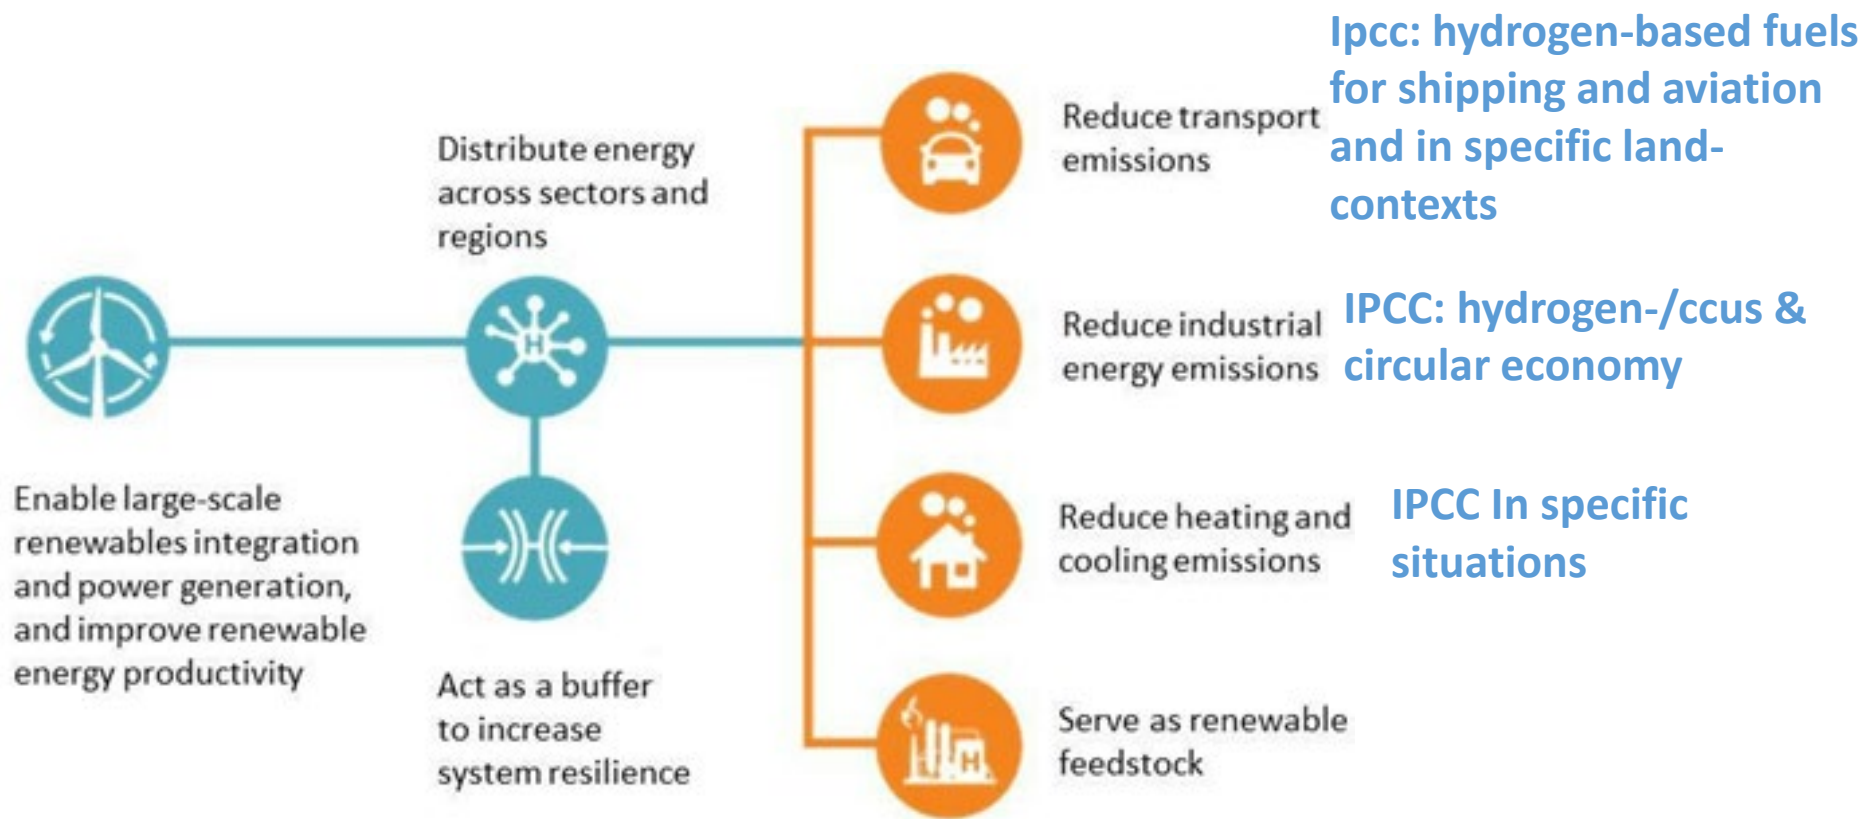 Enable large-scale
renewables integration
and power generation,
and improve renewable
energy productivity
Distribute energy
across sectors and
regions
H
H
Act as a buffer
to increase
system resilience
Reduce transport
emissions
Ipcc: hydrogen-based fuels
for shipping and aviation
and in specific land-
contexts
Reduce industrial
energy emissions
IPCC: hydrogen-/ccus &
circular economy
Reduce heating and
cooling emissions
IPCC In specific
situations
H
Serve as renewable
feedstock